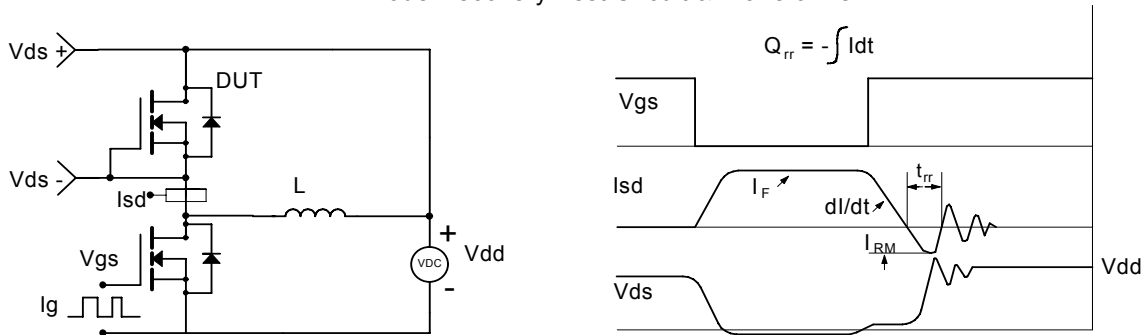 Q_rr = -∫Idt
Vds +
DUT
Vgs
Vds -
Isd
L
Isd
I_F
dI/dt
t_rr
I_RM
Vgs
Ig
VDC
+
-
Vdd
Vds
Vdd